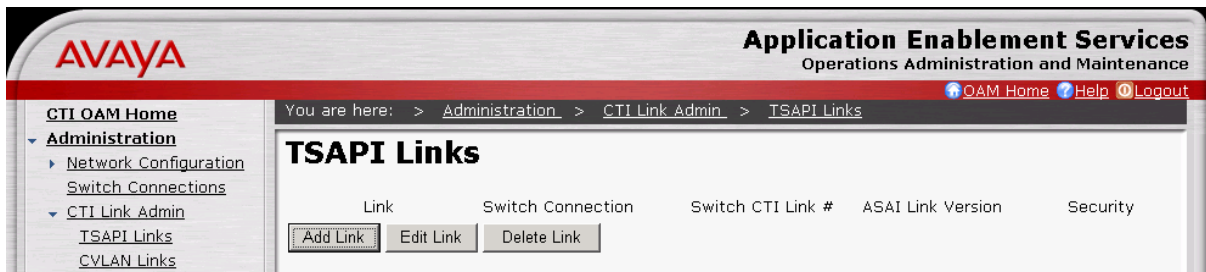 AVAYA
Application Enablement Services
Operations Administration and Maintenance
OAM Home Help Logout
CTI OAM Home
You are here: > Administration > CTI Link Admin > TSAPI Links
Administration
Network Configuration
Switch Connections
CTI Link Admin
TSAPI Links
CVLAN Links
TSAPI Links
Link Switch Connection Switch CTI Link # ASAI Link Version Security
Add Link Edit Link Delete Link